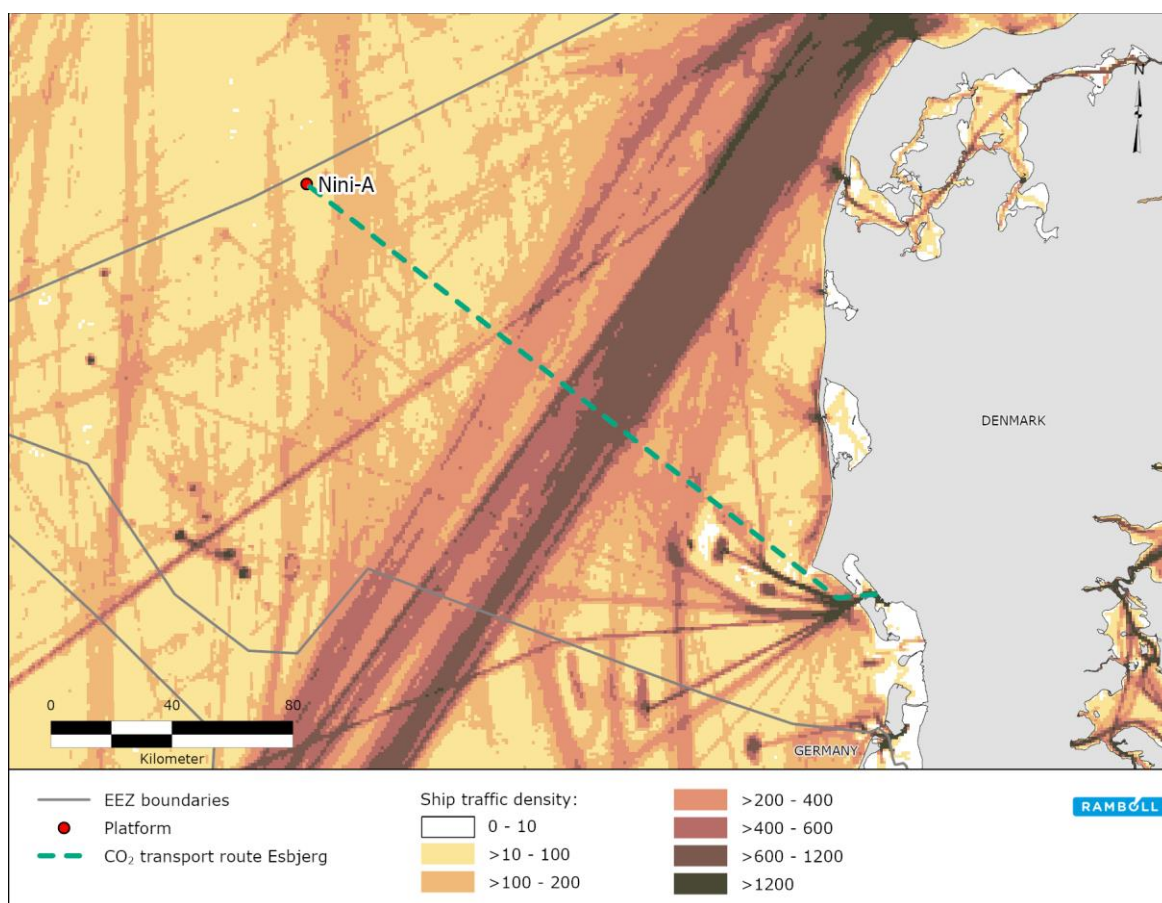 N
Nini-A
DENMARK
0 40 80
Kilometer
GERMANY
EEZ boundaries
Platform
CO₂ transport route Esbjerg
Ship traffic density:
0 - 10
>10 - 100
>100 - 200
>200 - 400
>400 - 600
>600 - 1200
>1200
RAMBOLL